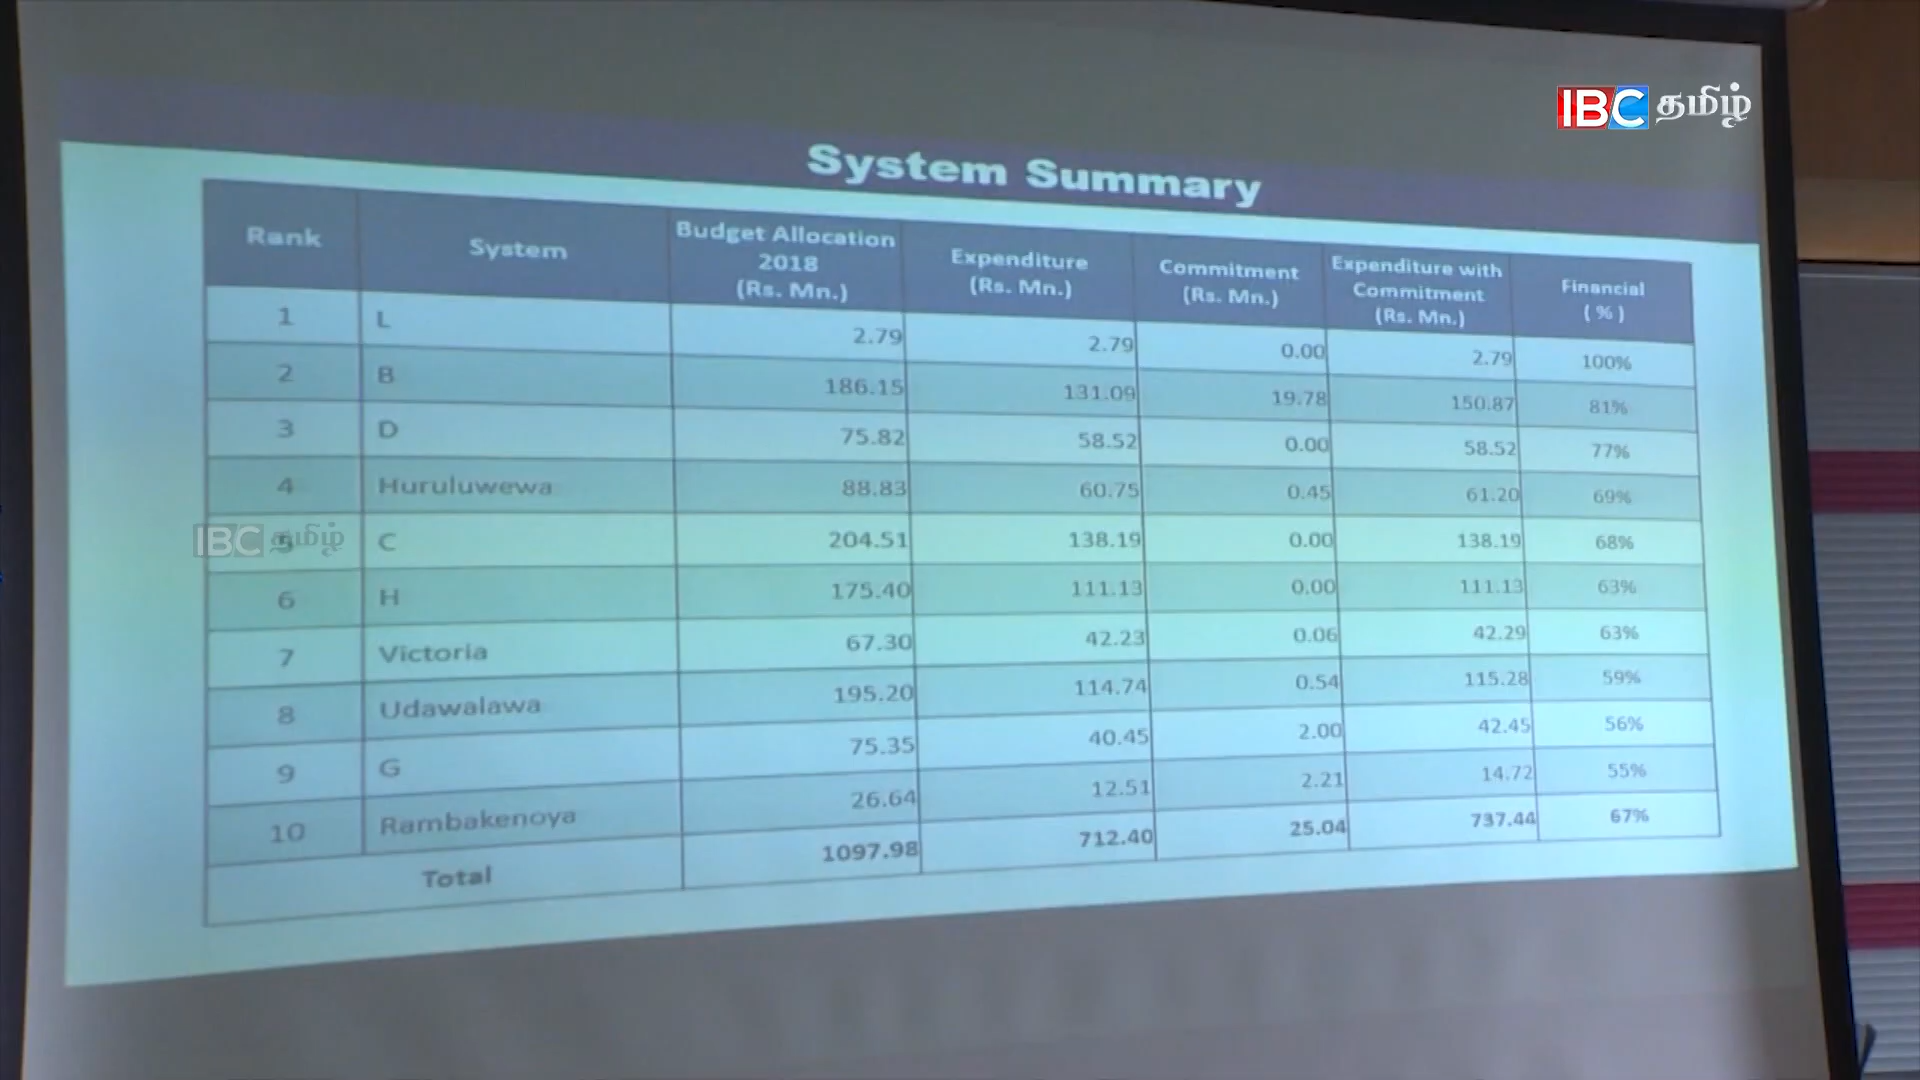 IBC தமிழ்
System Summary
Rank System Budget Allocation 2018 (Rs. Mn.) Expenditure (Rs. Mn.) Commitment (Rs. Mn.) Expenditure with Commitment (Rs. Mn.) Financial ( % )
1 L 2.79 2.79 0.00 2.79 100%
2 B 186.15 131.09 19.78 150.87 81%
3 D 75.82 58.52 0.00 58.52 77%
4 Huruluwewa 88.83 60.75 0.45 61.20 69%
5 C 204.51 138.19 0.00 138.19 68%
IBC தமிழ்
6 H 175.40 111.13 0.00 111.13 63%
7 Victoria 67.30 42.23 0.06 42.29 63%
8 Udawalawa 195.20 114.74 0.54 115.28 59%
9 G 75.35 40.45 2.00 42.45 56%
10 Rambakenoya 26.64 12.51 2.21 14.72 55%
Total 1097.98 712.40 25.04 737.44 67%